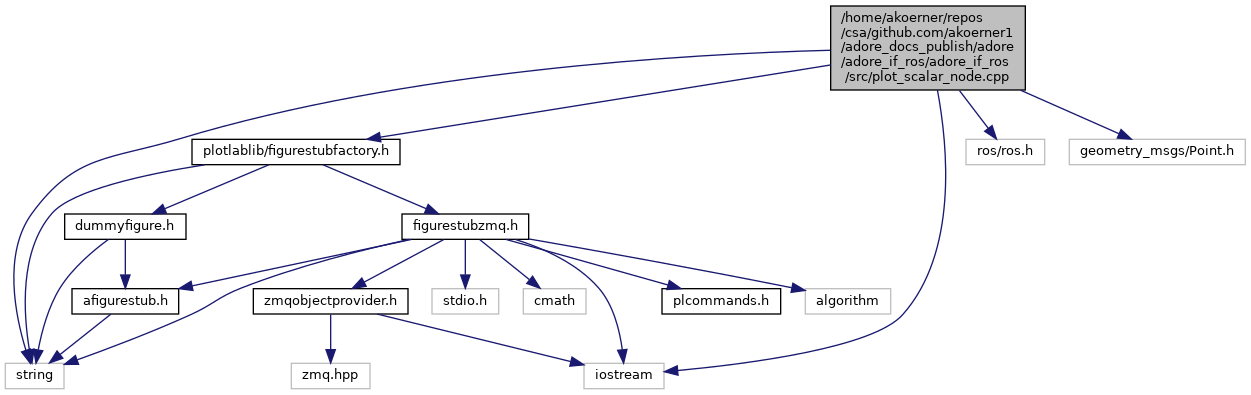 /home/akoerner/repos
/csa/github.com/akoerner1
/adore_docs_publish/adore
/adore_if_ros/adore_if_ros
/src/plot_scalar_node.cpp
plotlablib/figurestubfactory.h
ros/ros.h
geometry_msgs/Point.h
dummyfigure.h
figurestubzmq.h
afigurestub.h
zmqobjectprovider.h
stdio.h
cmath
plcommands.h
algorithm
string
zmq.hpp
iostream